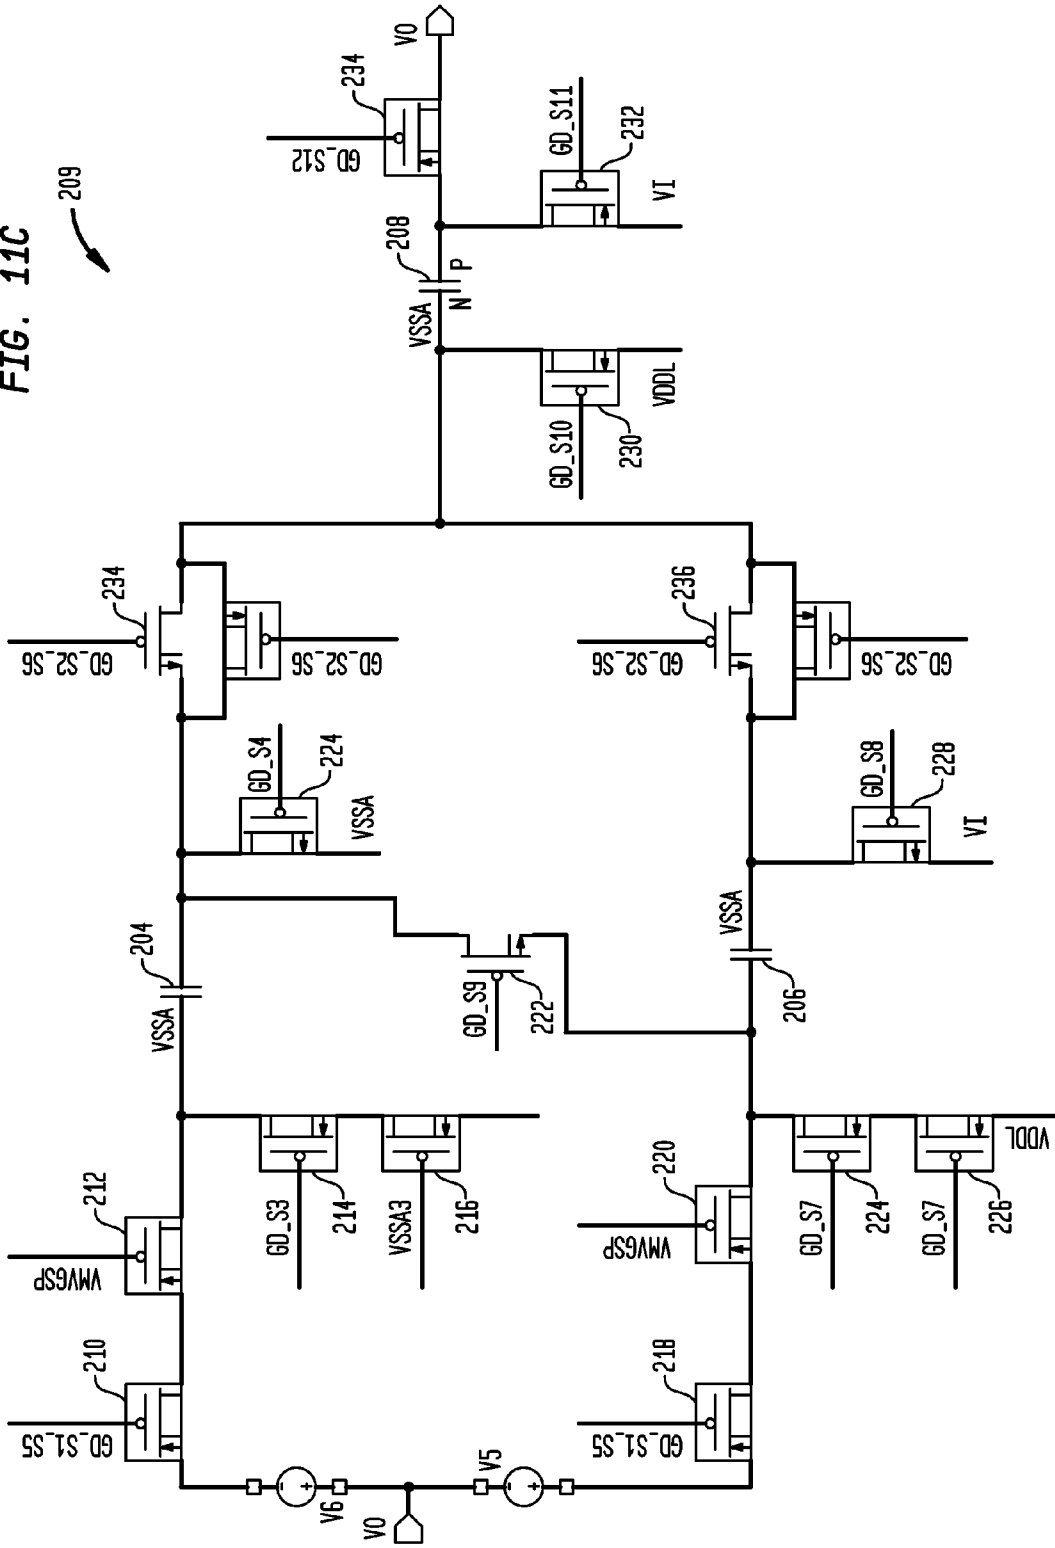 FIG. 11C
209
VO
234
GD_S12
GD_S11
232
VI
208
VSSA
N
P
GD_S10
230
VDDL
234
GD_S2_S6
GD_S2_S6
236
GD_S2_S6
GD_S2_S6
GD_S4
224
VSSA
GD_S8
228
VI
204
VSSA
GD_S9
222
VSSA
206
212
VMVGSP
GD_S3
214
VSSA3
216
220
VMVGSP
GD_S7
224
GD_S7
226
VDDL
210
GD_S1_S5
218
GD_S1_S5
V6
VO
V5